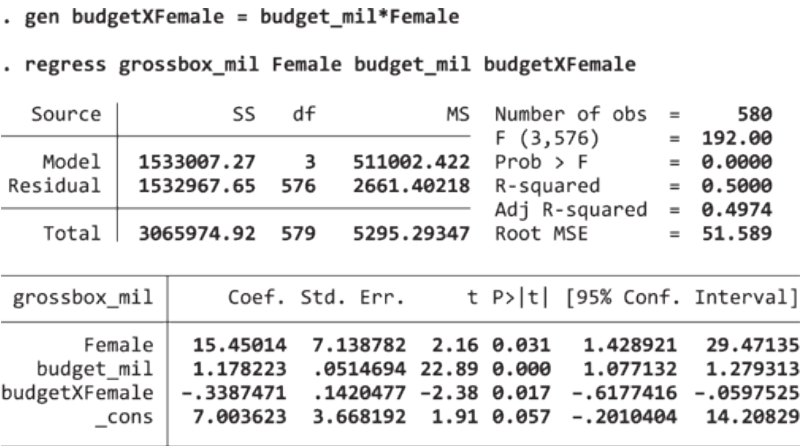 . gen budgetXFemale = budget_mil*Female
. regress grossbox_mil Female budget_mil budgetXFemale
Source SS df MS Number of obs = 580
F (3,576) = 192.00
Model 1533007.27 3 511002.422 Prob > F = 0.0000
Residual 1532967.65 576 2661.40218 R-squared = 0.5000
Adj R-squared = 0.4974
Total 3065974.92 579 5295.29347 Root MSE = 51.589
grossbox_mil Coef. Std. Err. t P>|t| [95% Conf. Interval]
Female 15.45014 7.138782 2.16 0.031 1.428921 29.47135
budget_mil 1.178223 .0514694 22.89 0.000 1.077132 1.279313
budgetXFemale -.3387471 .1420477 -2.38 0.017 -.6177416 -.0597525
_cons 7.003623 3.668192 1.91 0.057 -.2010404 14.20829